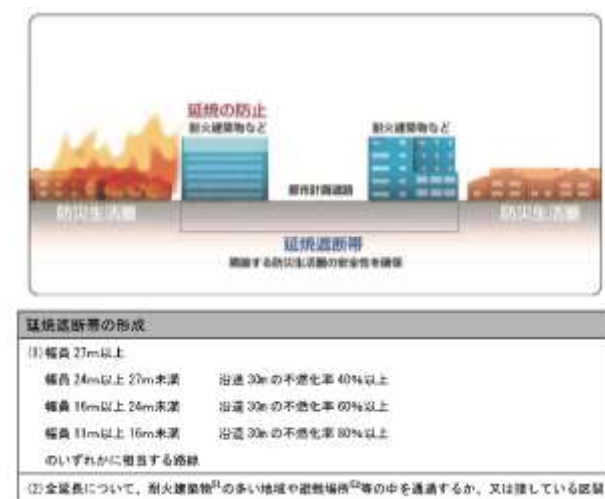 延焼の防止
耐火建築物など
耐火建築物など
都市計画道路
防災生活圏
防災生活圏
延焼遮断帯
隣接する防災生活圏の安全性を確保
延焼遮断帯の形成
(1)幅員 27m以上
幅員 24m以上 27m未満 沿道 30m の不燃化率 40%以上
幅員 16m以上 24m未満 沿道 30m の不燃化率 60%以上
幅員 11m以上 16m未満 沿道 30m の不燃化率 80%以上
のいずれかに相当する路線
(2)全延長について、耐火建築物の多い地域や避難場所等の中を通過するか、又は接している区間